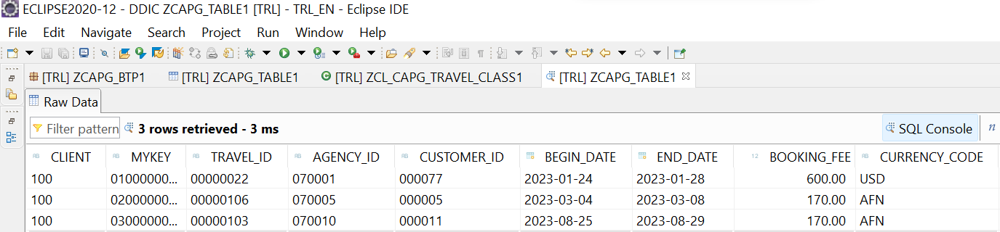 ECLIPSE2020-12 - DDIC ZCAPG_TABLE1 [TRL] - TRL_EN - Eclipse IDE
File Edit Navigate Search Project Run Window Help
[TRL] ZCAPG_BTP1 [TRL] ZCAPG_TABLE1 [TRL] ZCL_CAPG_TRAVEL_CLASS1 [TRL] ZCAPG_TABLE1
Raw Data
Filter pattern 3 rows retrieved - 3 ms SQL Console n
CLIENT MYKEY TRAVEL_ID AGENCY_ID CUSTOMER_ID BEGIN_DATE END_DATE BOOKING_FEE CURRENCY_CODE
100 01000000... 00000022 070001 000077 2023-01-24 2023-01-28 600.00 USD
100 02000000... 00000106 070005 000005 2023-03-04 2023-03-08 170.00 AFN
100 03000000... 00000103 070010 000011 2023-08-25 2023-08-29 170.00 AFN